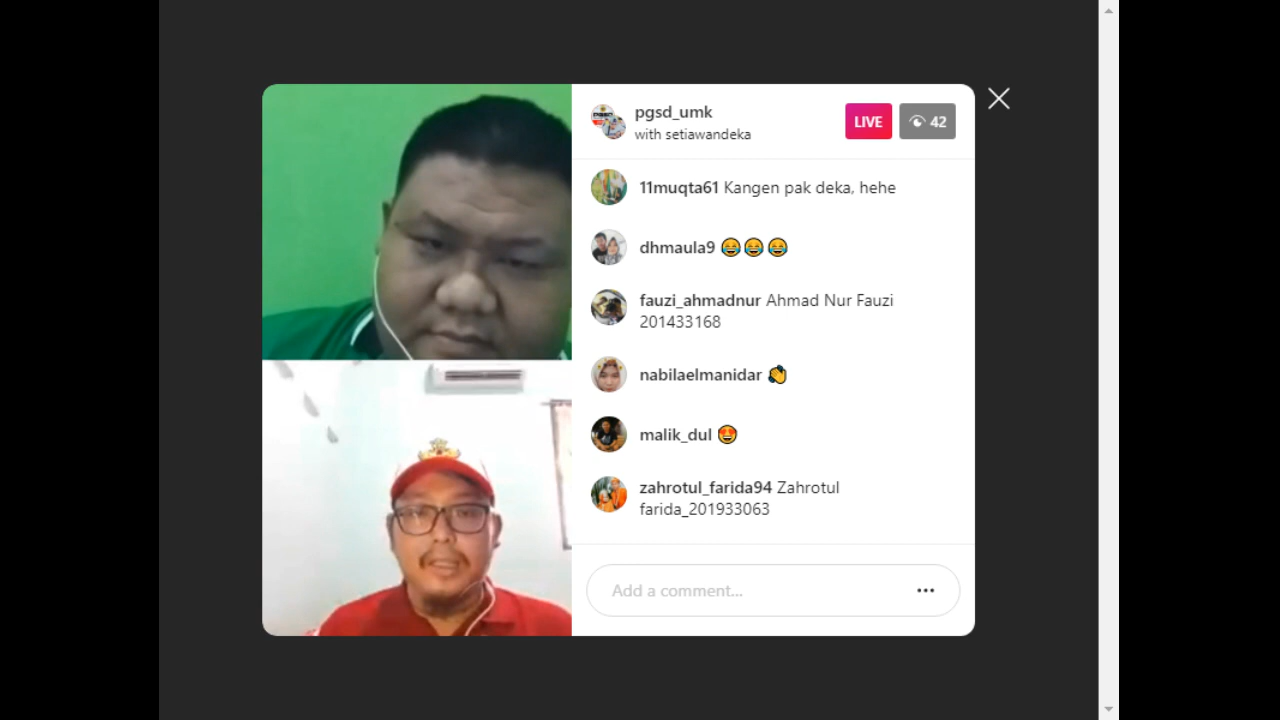 pgsd_umk
with setiawandeka
LIVE
42
11muqta61 Kangen pak deka, hehe
dhmaula9 😂😂😂
fauzi_ahmadnur Ahmad Nur Fauzi
201433168
nabilaelmanidar 👏
malik_dul 🤩
zahrotul_farida94 Zahrotul
farida_201933063
Add a comment...